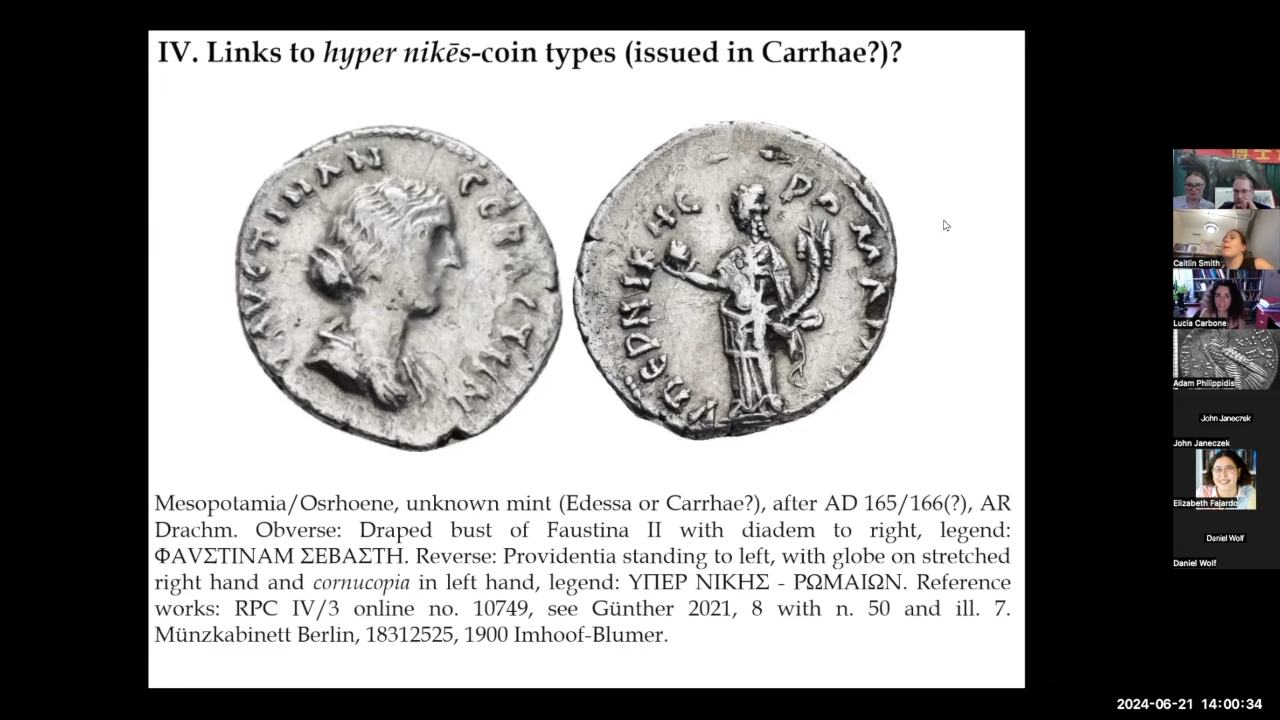 IV. Links to hyper nikēs-coin types (issued in Carrhae?)?
Mesopotamia/Osrhoene, unknown mint (Edessa or Carrhae?), after AD 165/166(?), AR
Drachm. Obverse: Draped bust of Faustina II with diadem to right, legend:
ΦΑVΣΤΙΝΑΜ ΣΕΒΑΣΤΗ. Reverse: Providentia standing to left, with globe on stretched
right hand and cornucopia in left hand, legend: ΥΠΕΡ ΝΙΚΗΣ - ΡΩΜΑΙΩΝ. Reference
works: RPC IV/3 online no. 10749, see Günther 2021, 8 with n. 50 and ill. 7.
Münzkabinett Berlin, 18312525, 1900 Imhoof-Blumer.
Caitlin Smith
Lucia Carbone
Adam Philippidis
John Janeczek
John Janeczek
Elizabeth Fajardo
Daniel Wolf
Daniel Wolf
2024-06-21 14:00:34